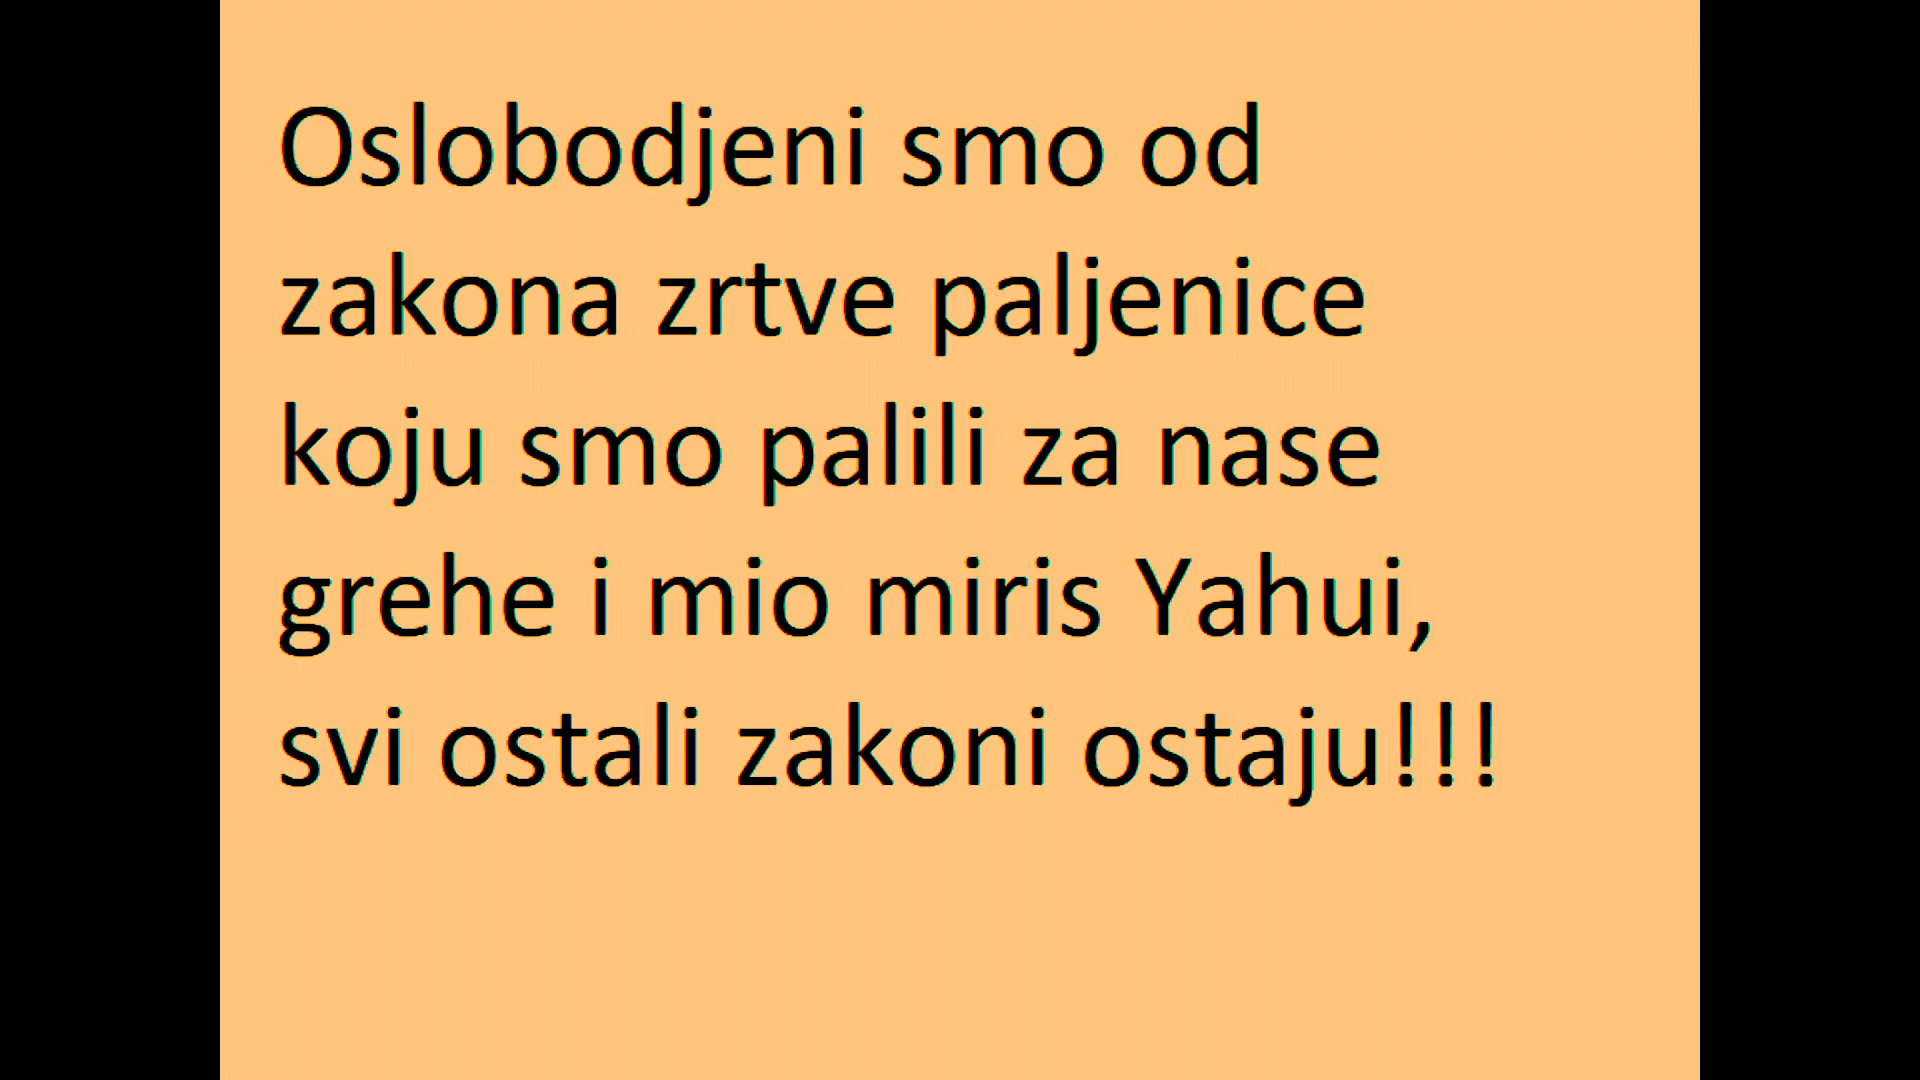 Oslobodjeni smo od
zakona zrtve paljenice
koju smo palili za nase
grehe i mio miris Yahui,
svi ostali zakoni ostaju!!!